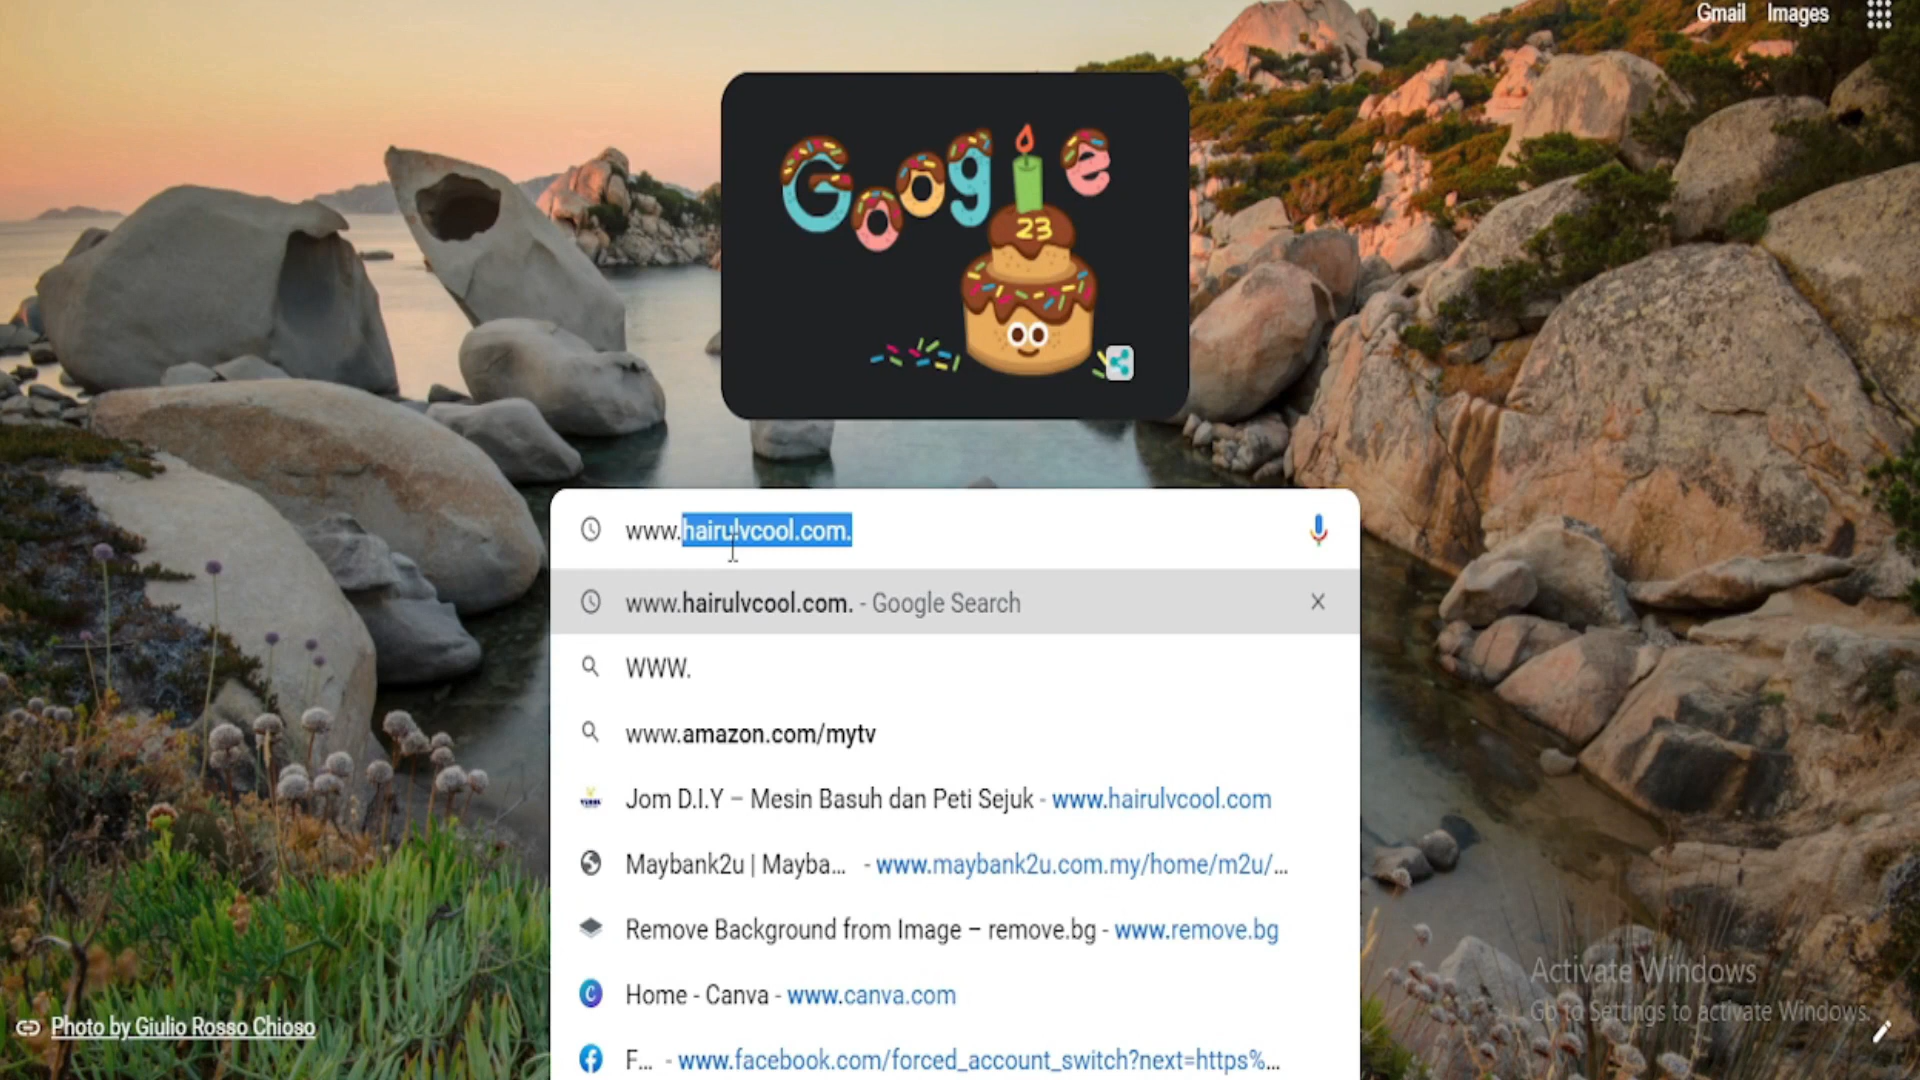 Gmail Images
Google
23
www.hairulvcool.com.
www.hairulvcool.com. - Google Search
WWW.
www.amazon.com/mytv
Jom D.I.Y – Mesin Basuh dan Peti Sejuk - www.hairulvcool.com
Maybank2u | Mayba... - www.maybank2u.com.my/home/m2u/...
Remove Background from Image – remove.bg - www.remove.bg
Home - Canva - www.canva.com
F... - www.facebook.com/forced_account_switch?next=https%...
Activate Windows
Go to Settings to activate Windows.
Photo by Giulio Rosso Chioso